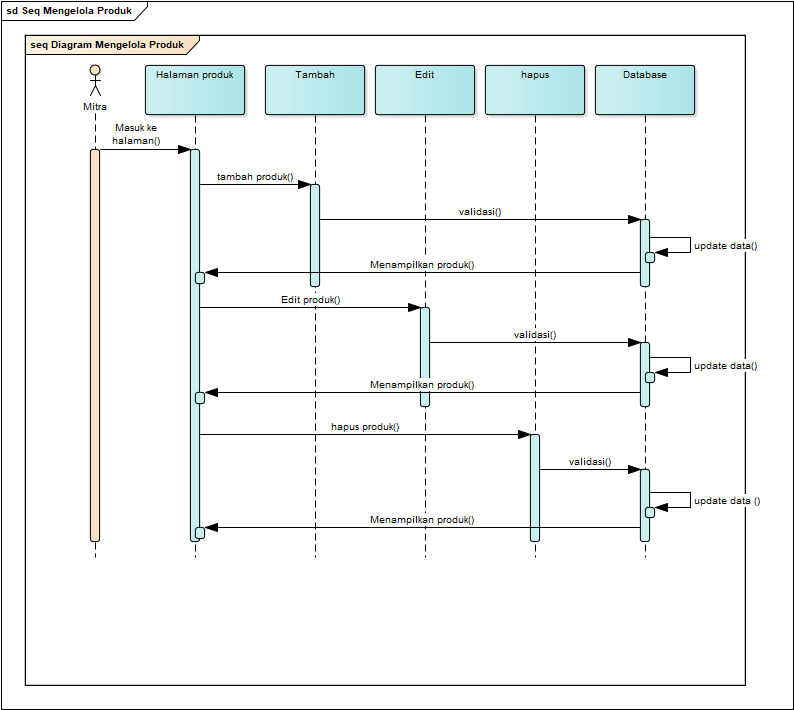 sd Seq Mengelola Produk
seq Diagram Mengelola Produk
Halaman produk
Tambah
Edit
hapus
Database
Mitra
Masuk ke
halaman()
tambah produk()
validasi()
update data()
Menampilkan produk()
Edit produk()
validasi()
update data()
Menampilkan produk()
hapus produk()
validasi()
update data ()
Menampilkan produk()